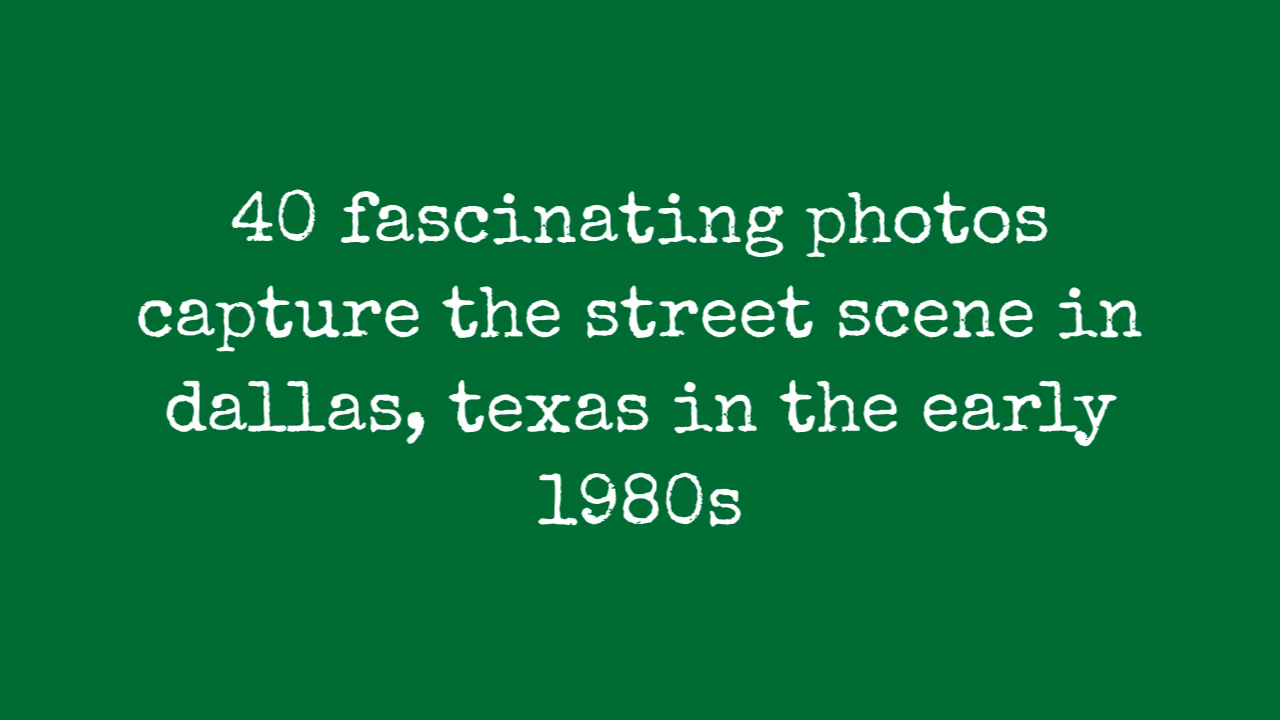 40 fascinating photos
capture the street scene in
dallas, texas in the early
1980s